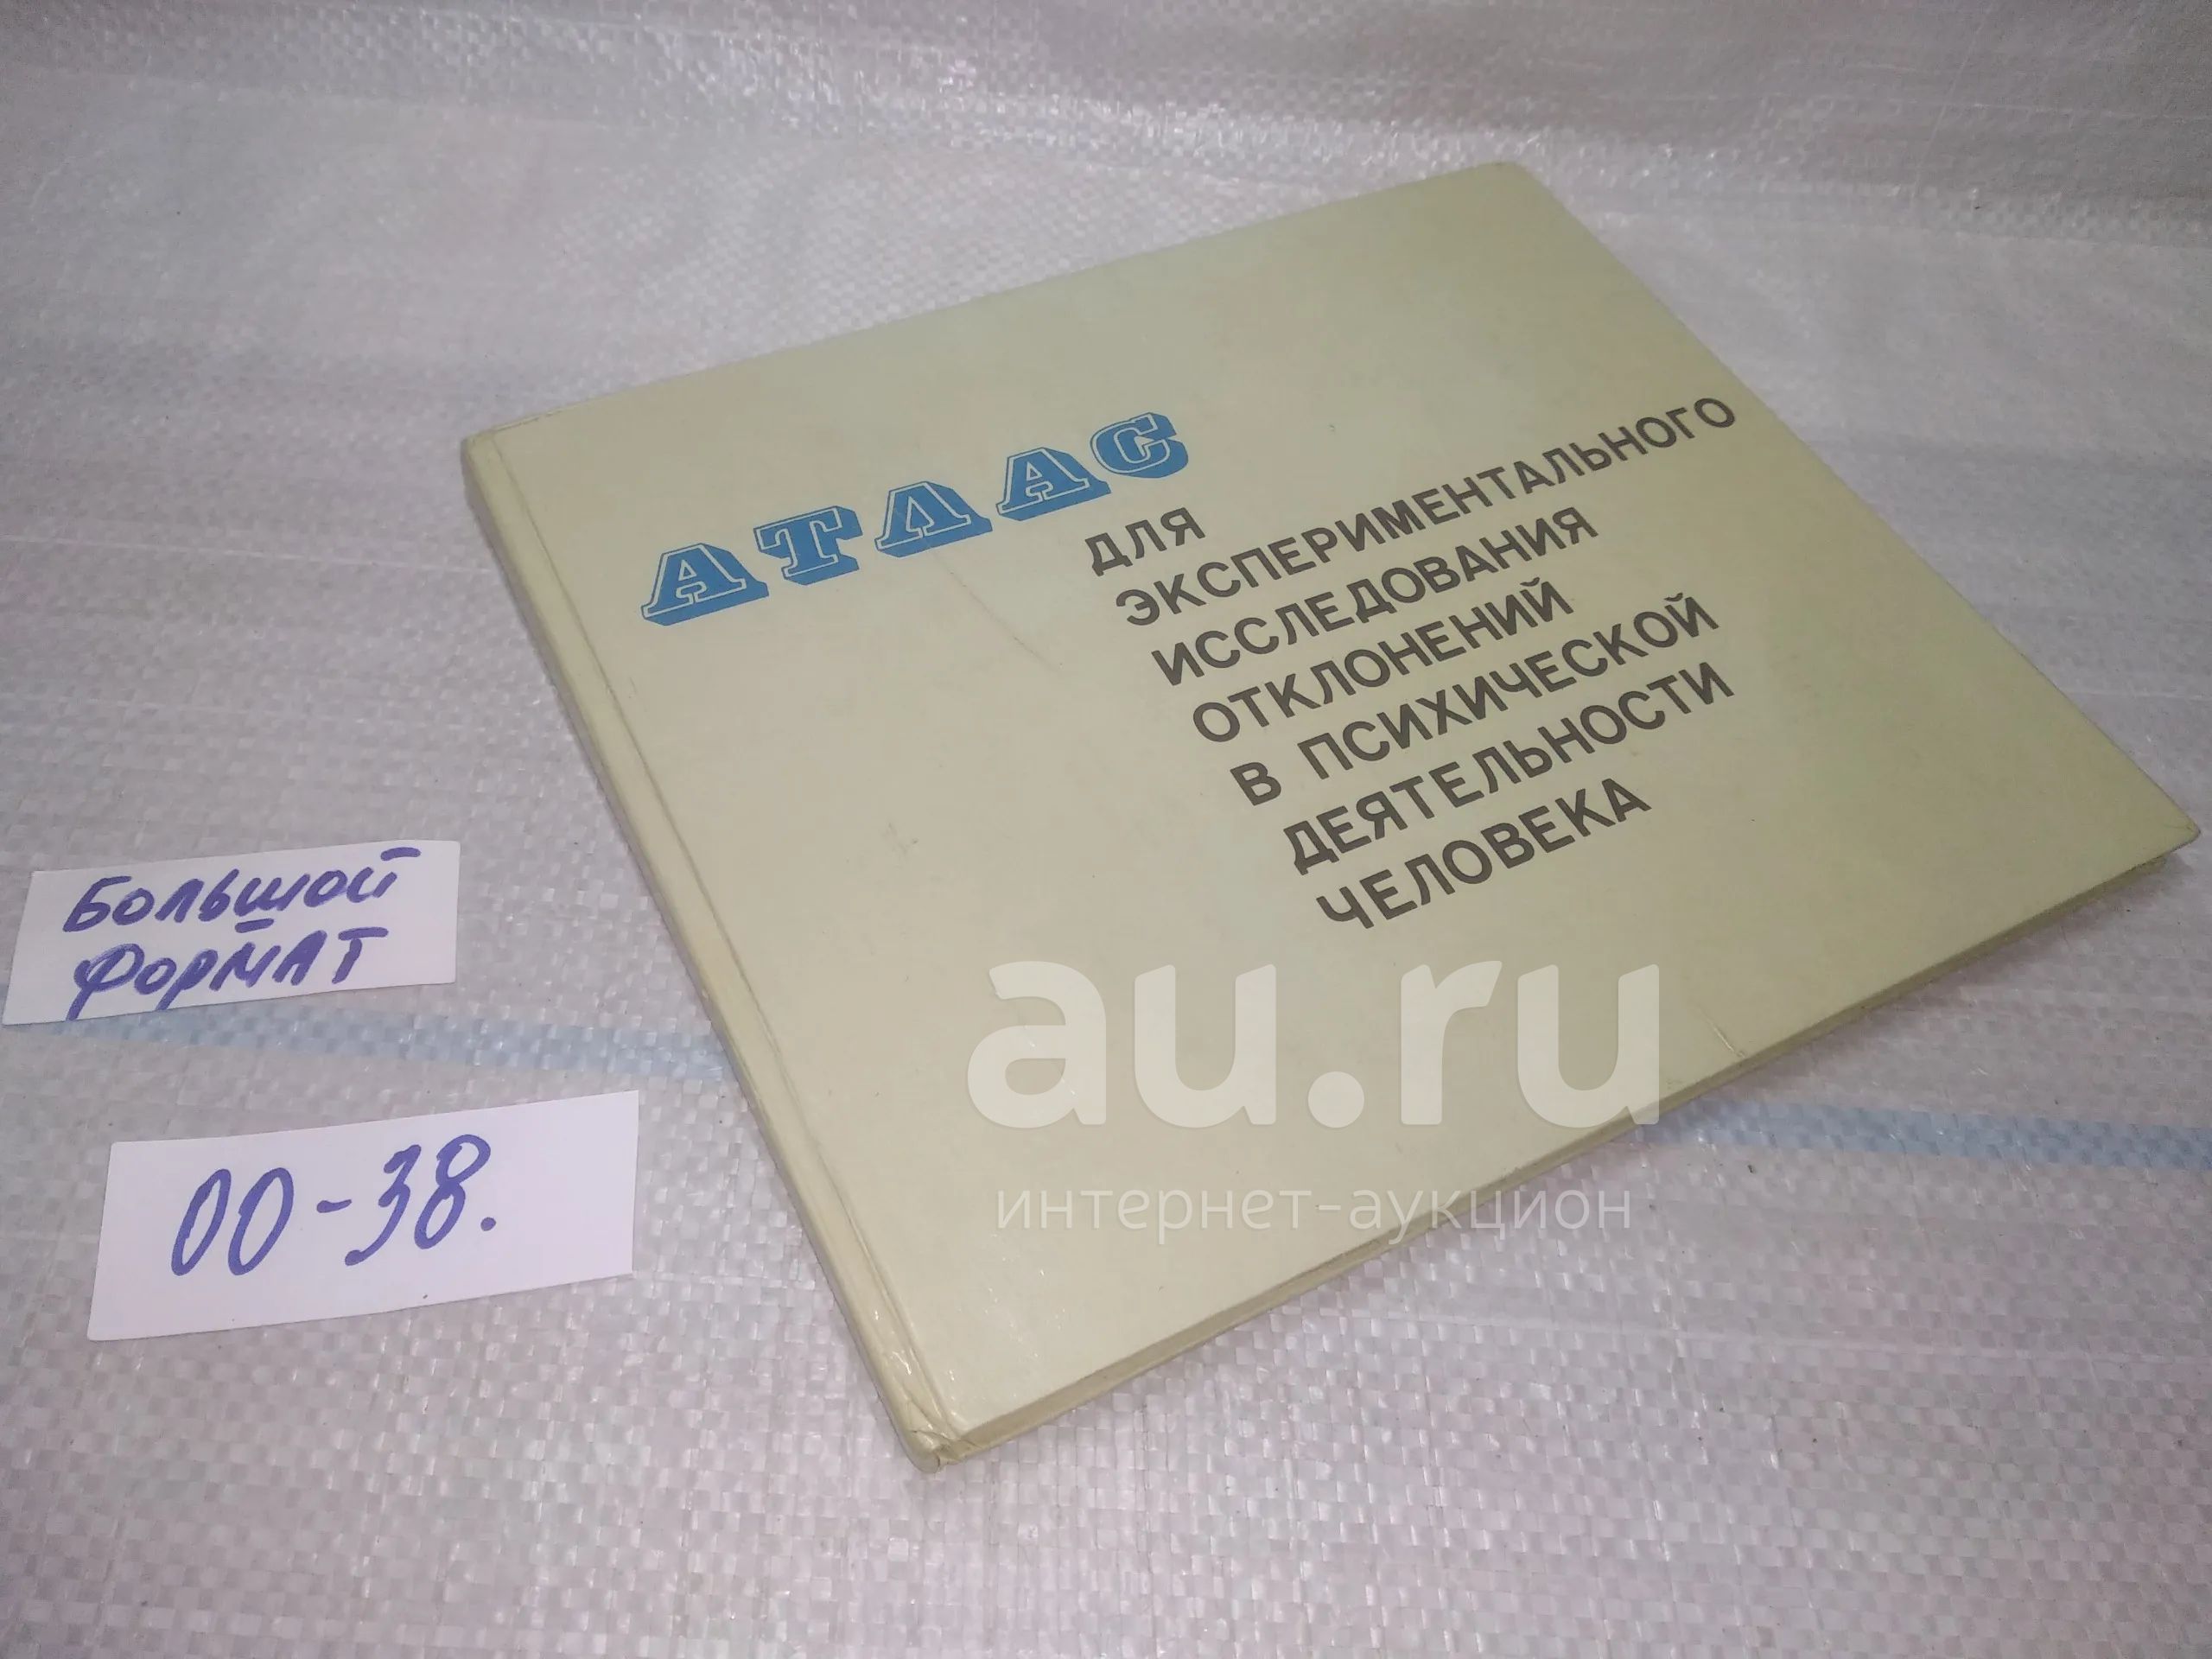 АТЛАС
ДЛЯ
ЭКСПЕРИМЕНТАЛЬНОГО
ИССЛЕДОВАНИЯ
ОТКЛОНЕНИЙ
В ПСИХИЧЕСКОЙ
ДЕЯТЕЛЬНОСТИ
ЧЕЛОВЕКА
БОЛЬШОЙ
ФОРМАТ
00-38.
au.ru
интернет-аукцион